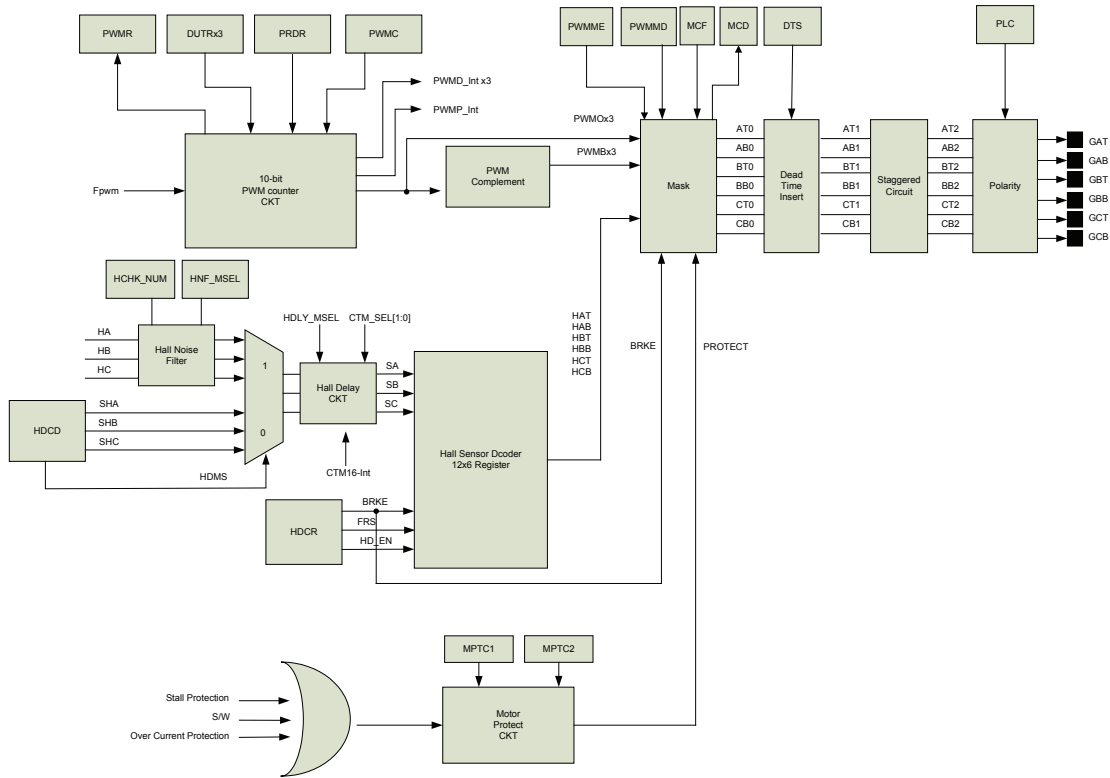 PWMR
DUTRx3
PRDR
PWMC
PWMME
PWMMD
MCF
MCD
DTS
PLC
PWMD_Int x3
PWMP_Int
PWMOx3
PWMBx3
Fpwm
10-bit
PWM counter
CKT
PWM
Complement
Mask
AT0
AB0
BT0
BB0
CT0
CB0
Dead
Time
Insert
AT1
AB1
BT1
BB1
CT1
CB1
Staggered
Circuit
AT2
AB2
BT2
BB2
CT2
CB2
Polarity
GAT
GAB
GBT
GBB
GCT
GCB
HCHK_NUM
HNF_MSEL
HA
HB
HC
Hall Noise
Filter
HDLY_MSEL
CTM_SEL[1:0]
1
0
Hall Delay
CKT
SA
SB
SC
HDCD
SHA
SHB
SHC
HDMS
CTM16-Int
Hall Sensor Dcoder
12x6 Register
HAT
HAB
HBT
HBB
HCT
HCB
BRKE
PROTECT
HDCR
BRKE
FRS
HD_EN
MPTC1
MPTC2
Stall Protection
S/W
Over Current Protection
Motor
Protect
CKT